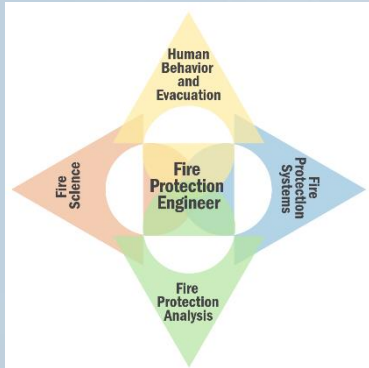 Human
Behavior
and
Evacuation
Fire
Science
Fire
Protection
Engineer
Fire
Protection
Systems
Fire
Protection
Analysis